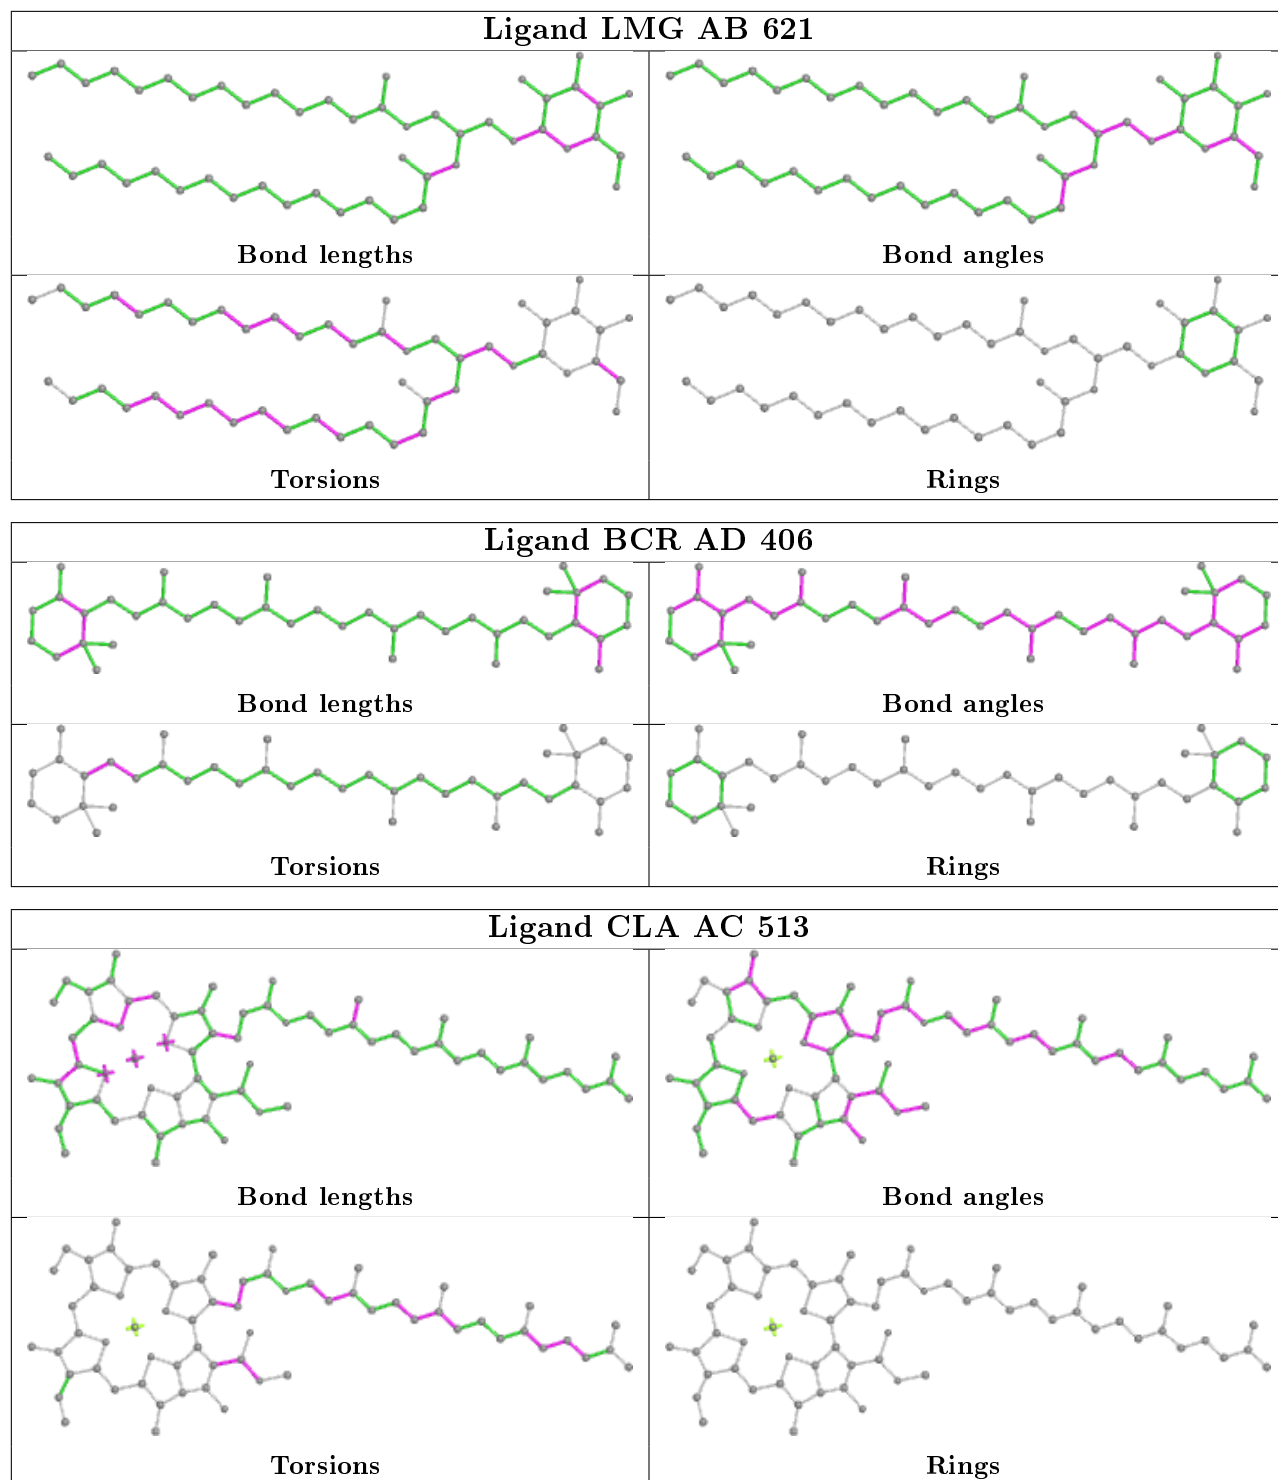 Ligand LMG AB 621
Bond lengths
Bond angles
Torsions
Rings
Ligand BCR AD 406
Bond lengths
Bond angles
Torsions
Rings
Ligand CLA AC 513
Bond lengths
Bond angles
Torsions
Rings